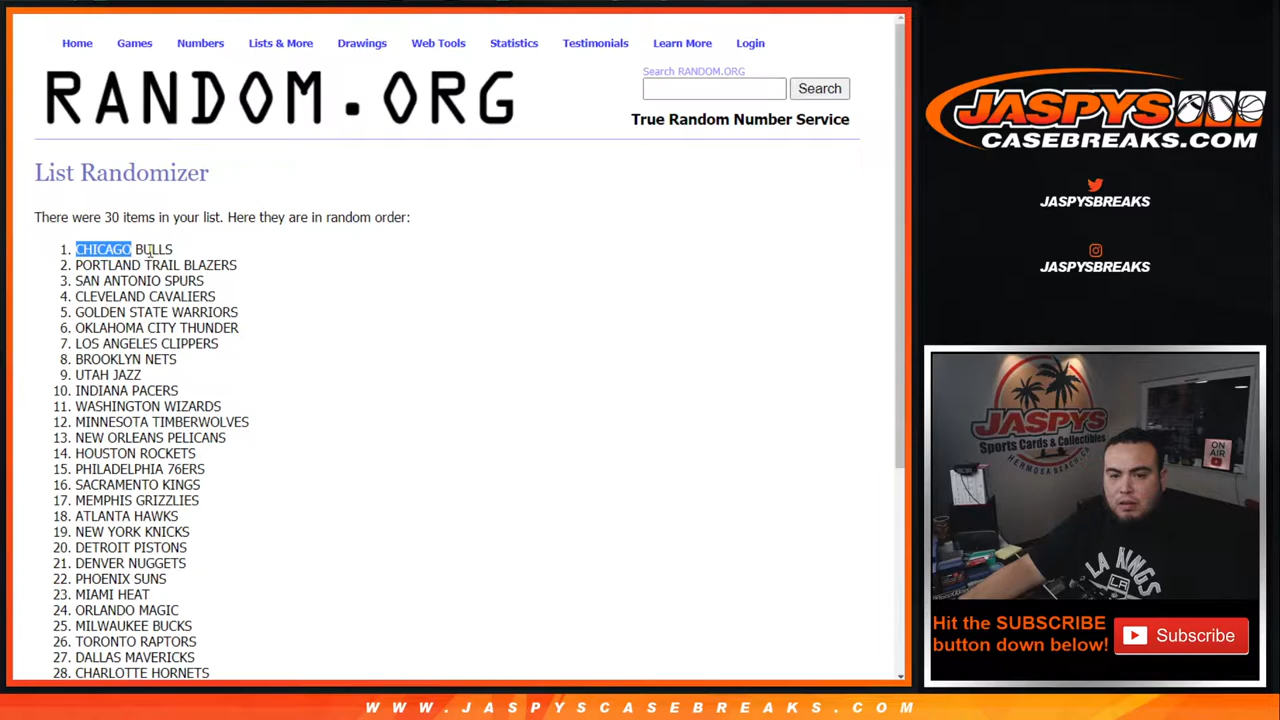 Home Games Numbers Lists & More Drawings Web Tools Statistics Testimonials Learn More Login
RANDOM.ORG
Search RANDOM.ORG
Search
True Random Number Service
List Randomizer
There were 30 items in your list. Here they are in random order:
1. CHICAGO BULLS
2. PORTLAND TRAIL BLAZERS
3. SAN ANTONIO SPURS
4. CLEVELAND CAVALIERS
5. GOLDEN STATE WARRIORS
6. OKLAHOMA CITY THUNDER
7. LOS ANGELES CLIPPERS
8. BROOKLYN NETS
9. UTAH JAZZ
10. INDIANA PACERS
11. WASHINGTON WIZARDS
12. MINNESOTA TIMBERWOLVES
13. NEW ORLEANS PELICANS
14. HOUSTON ROCKETS
15. PHILADELPHIA 76ERS
16. SACRAMENTO KINGS
17. MEMPHIS GRIZZLIES
18. ATLANTA HAWKS
19. NEW YORK KNICKS
20. DETROIT PISTONS
21. DENVER NUGGETS
22. PHOENIX SUNS
23. MIAMI HEAT
24. ORLANDO MAGIC
25. MILWAUKEE BUCKS
26. TORONTO RAPTORS
27. DALLAS MAVERICKS
28. CHARLOTTE HORNETS
JASPYS
CASEBREAKS.COM
JASPYSBREAKS
JASPYSBREAKS
JASPYS
Sports Cards & Collectibles
HERMOSA BEACH, CA
ON AIR
LA KINGS
LA
Hit the SUBSCRIBE
button down below!
Subscribe
WWW.JASPYSCASEBREAKS.COM